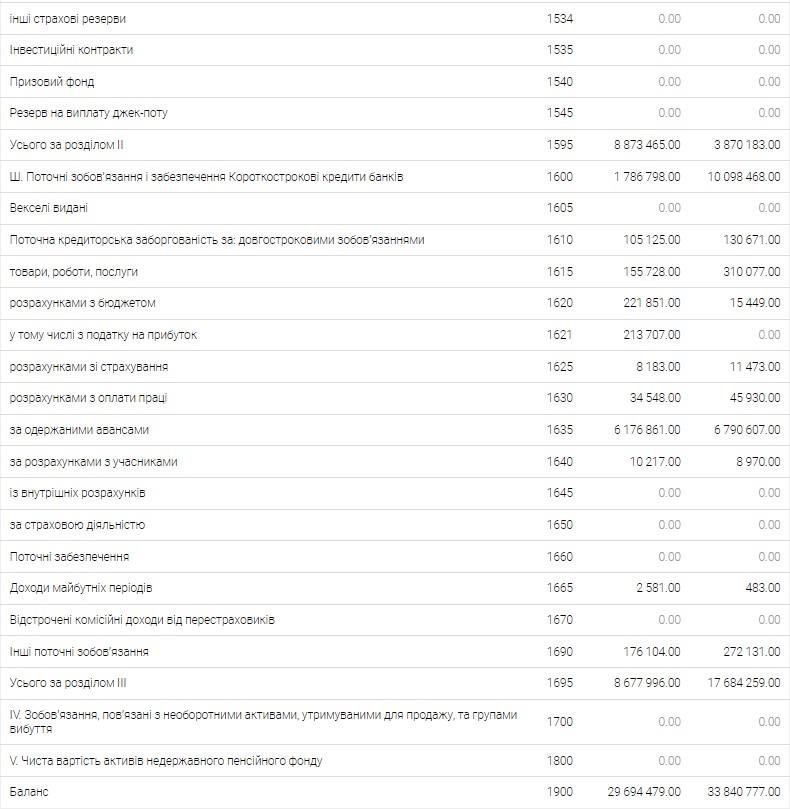 інші страхові резерви 1534 0.00 0.00
Інвестиційні контракти 1535 0.00 0.00
Призовий фонд 1540 0.00 0.00
Резерв на виплату джек-поту 1545 0.00 0.00
Усього за розділом II 1595 8 873 465.00 3 870 183.00
Ш. Поточні зобов'язання і забезпечення Короткострокові кредити банків 1600 1 786 798.00 10 098 468.00
Векселі видані 1605 0.00 0.00
Поточна кредиторська заборгованість за: довгостроковими зобов'язаннями 1610 105 125.00 130 671.00
товари, роботи, послуги 1615 155 728.00 310 077.00
розрахунками з бюджетом 1620 221 851.00 15 449.00
у тому числі з податку на прибуток 1621 213 707.00 0.00
розрахунками зі страхування 1625 8 183.00 11 473.00
розрахунками з оплати праці 1630 34 548.00 45 930.00
за одержаними авансами 1635 6 176 861.00 6 790 607.00
за розрахунками з учасниками 1640 10 217.00 8 970.00
із внутрішніх розрахунків 1645 0.00 0.00
за страховою діяльністю 1650 0.00 0.00
Поточні забезпечення 1660 0.00 0.00
Доходи майбутніх періодів 1665 2 581.00 483.00
Відстрочені комісійні доходи від перестраховиків 1670 0.00 0.00
Інші поточні зобов'язання 1690 176 104.00 272 131.00
Усього за розділом III 1695 8 677 996.00 17 684 259.00
IV. Зобов'язання, пов'язані з необоротними активами, утримуваними для продажу, та групами
вибуття 1700 0.00 0.00
V. Чиста вартість активів недержавного пенсійного фонду 1800 0.00 0.00
Баланс 1900 29 694 479.00 33 840 777.00